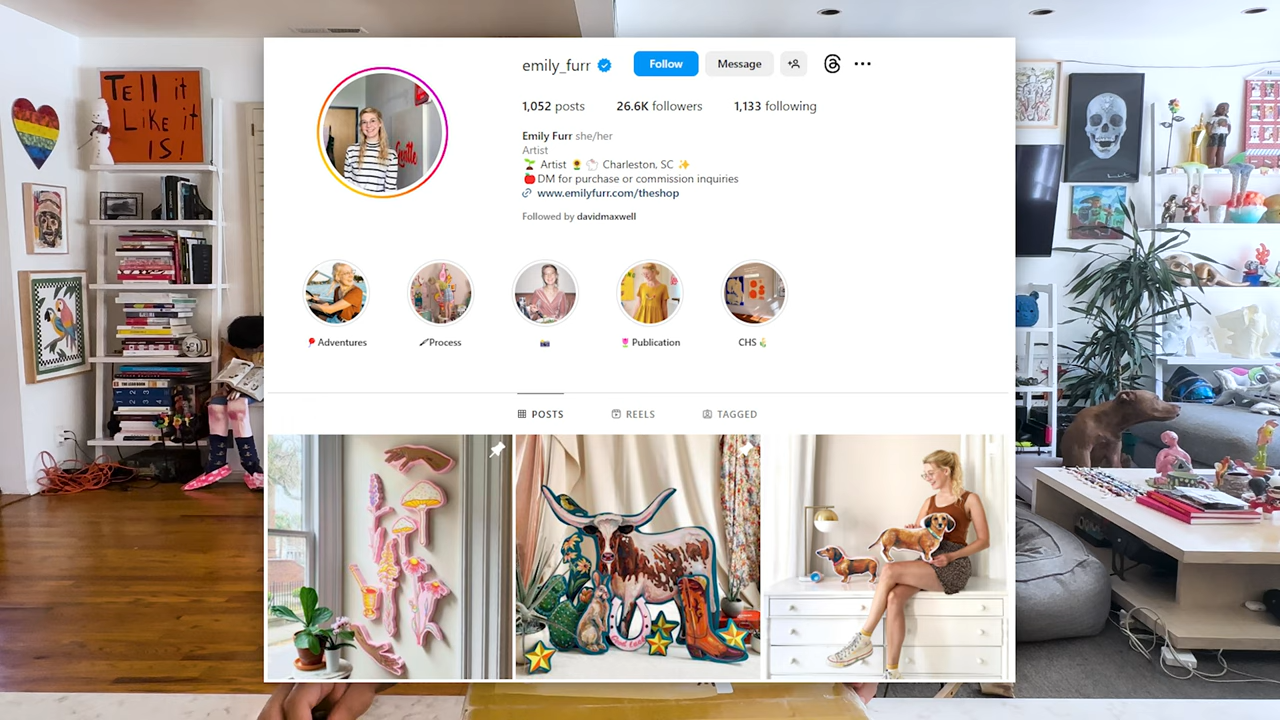 TELL iT
LiKE iT
iS!
emily_furr
Follow
Message
1,052 posts
26.6K followers
1,133 following
Emily Furr she/her
Artist
Artist
Charleston, SC
DM for purchase or commission inquiries
www.emilyfurr.com/theshop
Followed by davidmaxwell
Adventures
Process
Publication
CHS
POSTS
REELS
TAGGED